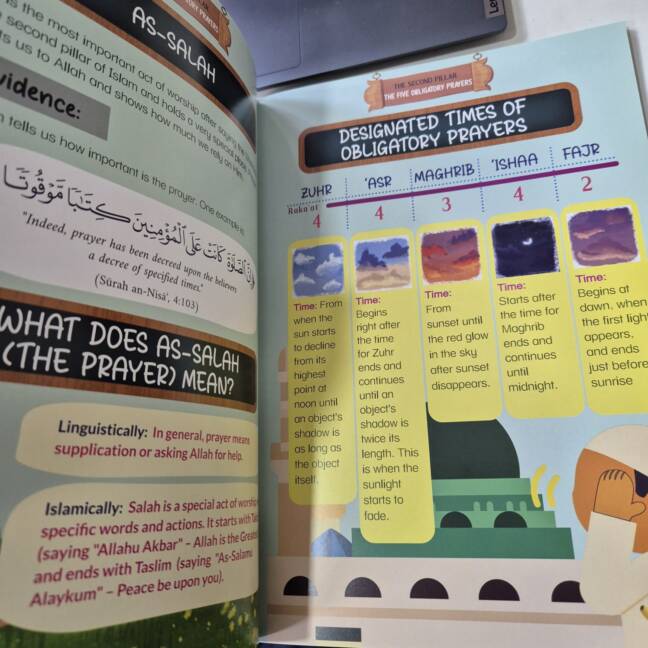 PRAYERS
AS-SALAH
is the most important act of worship after saying the
second pillar of Islam and holds a very special place
us to Allah and shows how much we rely on Him.
vidence:
tells us how important is the prayer. One example is
إِنَّ ٱلصَّلَوٰةَ كَانَتْ عَلَى ٱلْمُؤْمِنِينَ كِتَـٰبًا مَّوْقُوتًا
"Indeed, prayer has been decreed upon the believers
a decree of specified times."
(Sūrah an-Nisā', 4:103)
WHAT DOES AS-SALAH
(THE PRAYER) MEAN?
Linguistically: In general, prayer means
supplication or asking Allah for help.
Islamically: Salah is a special act of worship
specific words and actions. It starts with
(saying "Allahu Akbar" – Allah is the Greatest
and ends with Taslim (saying "As-Salamu
Alaykum" – Peace be upon you).
THE SECOND PILLAR
THE FIVE OBLIGATORY PRAYERS
DESIGNATED TIMES OF
OBLIGATORY PRAYERS
ZUHR 'ASR MAGHRIB 'ISHAA FAJR
Raka'at
4 4 3 4 2
Time: From
when the
sun starts
to decline
from its
highest
point at
noon until
an object's
shadow is
as long as
the object
itself.
Time:
Begins
right after
the time
for Zuhr
ends and
continues
until an
object's
shadow is
twice its
length. This
is when the
sunlight
starts to
fade.
Time:
From
sunset until
the red glow
in the sky
after sunset
disappears.
Time:
Starts after
the time for
Maghrib
ends and
continues
until
midnight.
Time:
Begins at
dawn, when
the first light
appears,
and ends
just before
sunrise